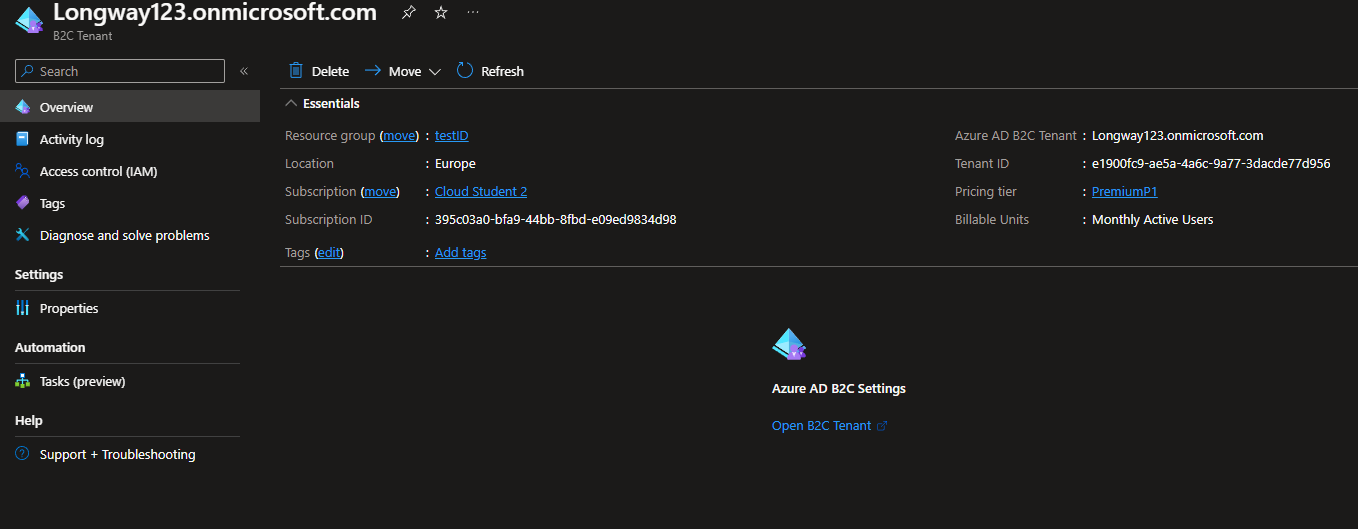 Longway123.onmicrosoft.com
B2C Tenant
Search
Overview
Activity log
Access control (IAM)
Tags
Diagnose and solve problems
Settings
Properties
Automation
Tasks (preview)
Help
Support + Troubleshooting
Delete Move Refresh
Essentials
Resource group (move) : testID
Location : Europe
Subscription (move) : Cloud Student 2
Subscription ID : 395c03a0-bfa9-44bb-8fbd-e09ed9834d98
Tags (edit) : Add tags
Azure AD B2C Tenant : Longway123.onmicrosoft.com
Tenant ID : e1900fc9-ae5a-4a6c-9a77-3dacde77d956
Pricing tier : PremiumP1
Billable Units : Monthly Active Users
Azure AD B2C Settings
Open B2C Tenant